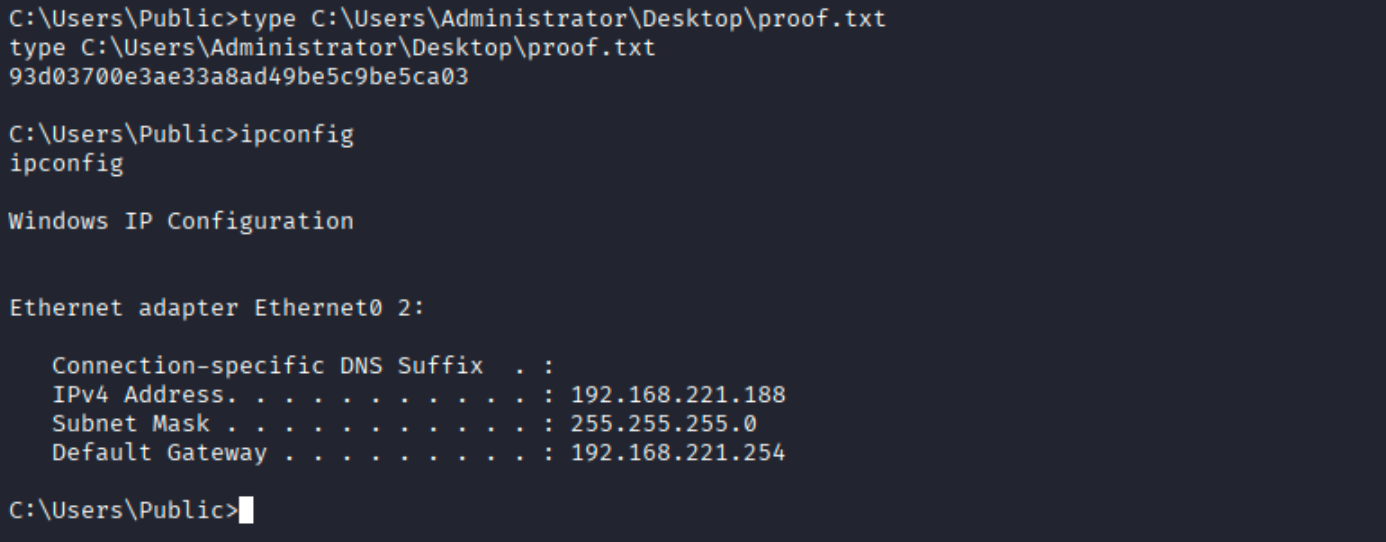 C:\Users\Public>type C:\Users\Administrator\Desktop\proof.txt
type C:\Users\Administrator\Desktop\proof.txt
93d03700e3ae33a8ad49be5c9be5ca03
C:\Users\Public>ipconfig
ipconfig
Windows IP Configuration
Ethernet adapter Ethernet0 2:
   Connection-specific DNS Suffix  . :
   IPv4 Address. . . . . . . . . . . : 192.168.221.188
   Subnet Mask . . . . . . . . . . . : 255.255.255.0
   Default Gateway . . . . . . . . . : 192.168.221.254
C:\Users\Public>